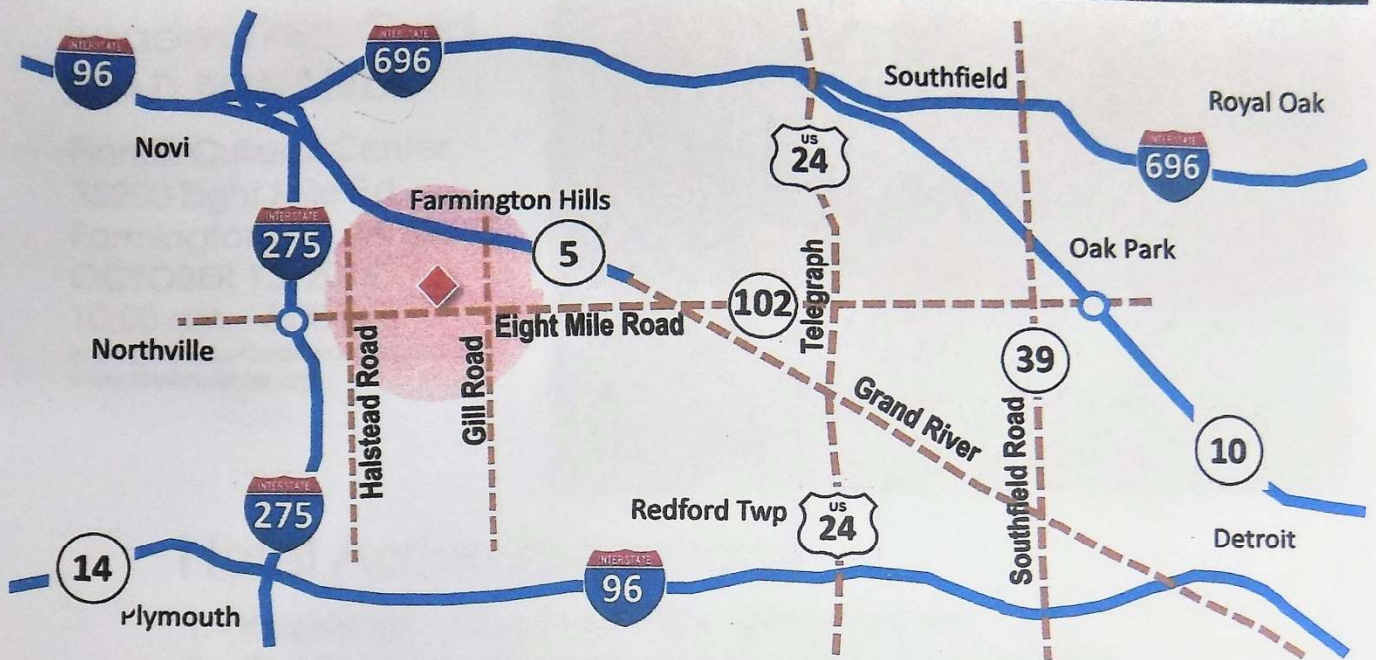 INTERSTATE
96
INTERSTATE
696
Southfield
Royal Oak
Novi
US
24
INTERSTATE
696
Farmington Hills
INTERSTATE
275
5
Oak Park
Telegraph
102
Eight Mile Road
Northville
Halstead Road
Gill Road
39
Grand River
Southfield Road
10
INTERSTATE
275
Redford Twp
US
24
Detroit
14
INTERSTATE
96
Plymouth